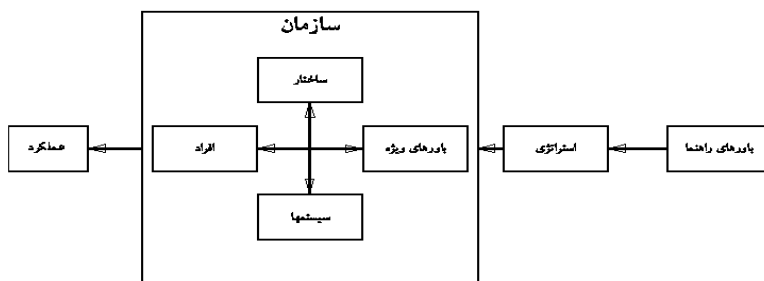 سازمان
ساختار
باورهای راهنما
استراتژی
باورهای ویژه
افراد
عملکرد
سیستمها